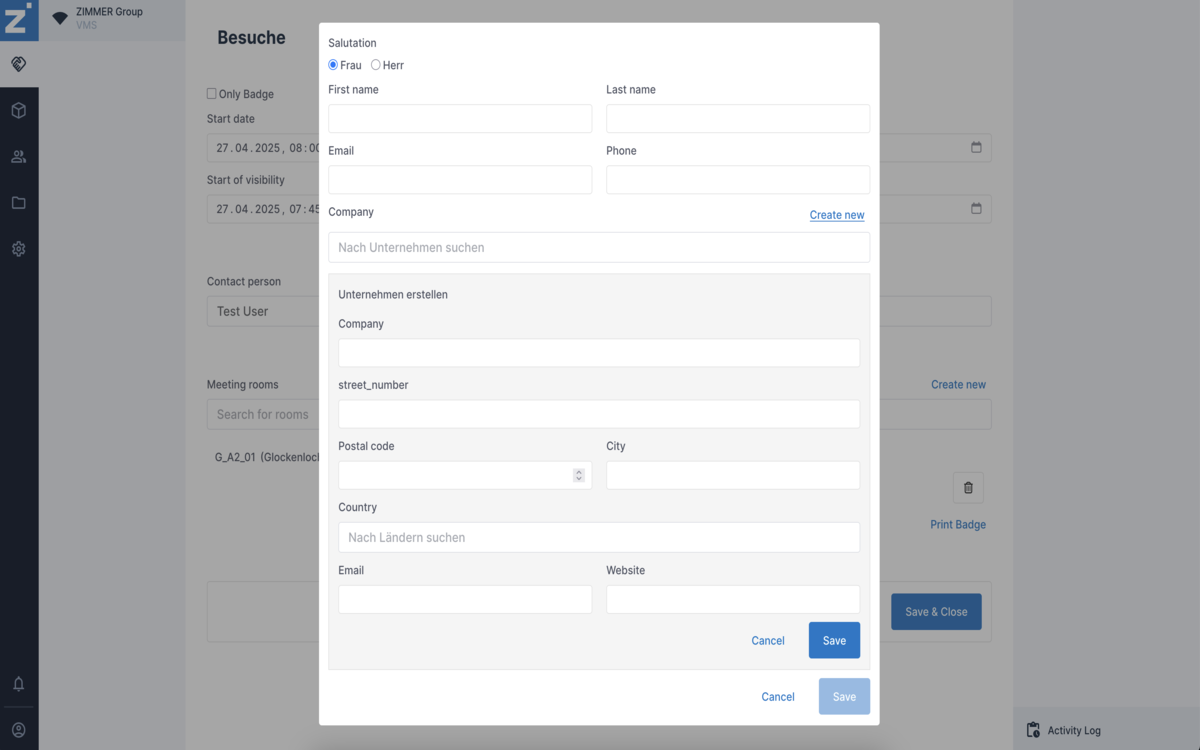 ZIMMER Group
VMS
Besuche
Only Badge
Start date
27.04.2025, 08:00
Start of visibility
27.04.2025, 07:45
Contact person
Test User
Meeting rooms
Create new
Search for rooms
G_A2_01 (Glockenloch
Print Badge
Save & Close
Activity Log
Salutation
Frau Herr
First name Last name
Email Phone
Company Create new
Nach Unternehmen suchen
Unternehmen erstellen
Company
street_number
Postal code City
Country
Nach Ländern suchen
Email Website
Cancel Save
Cancel Save